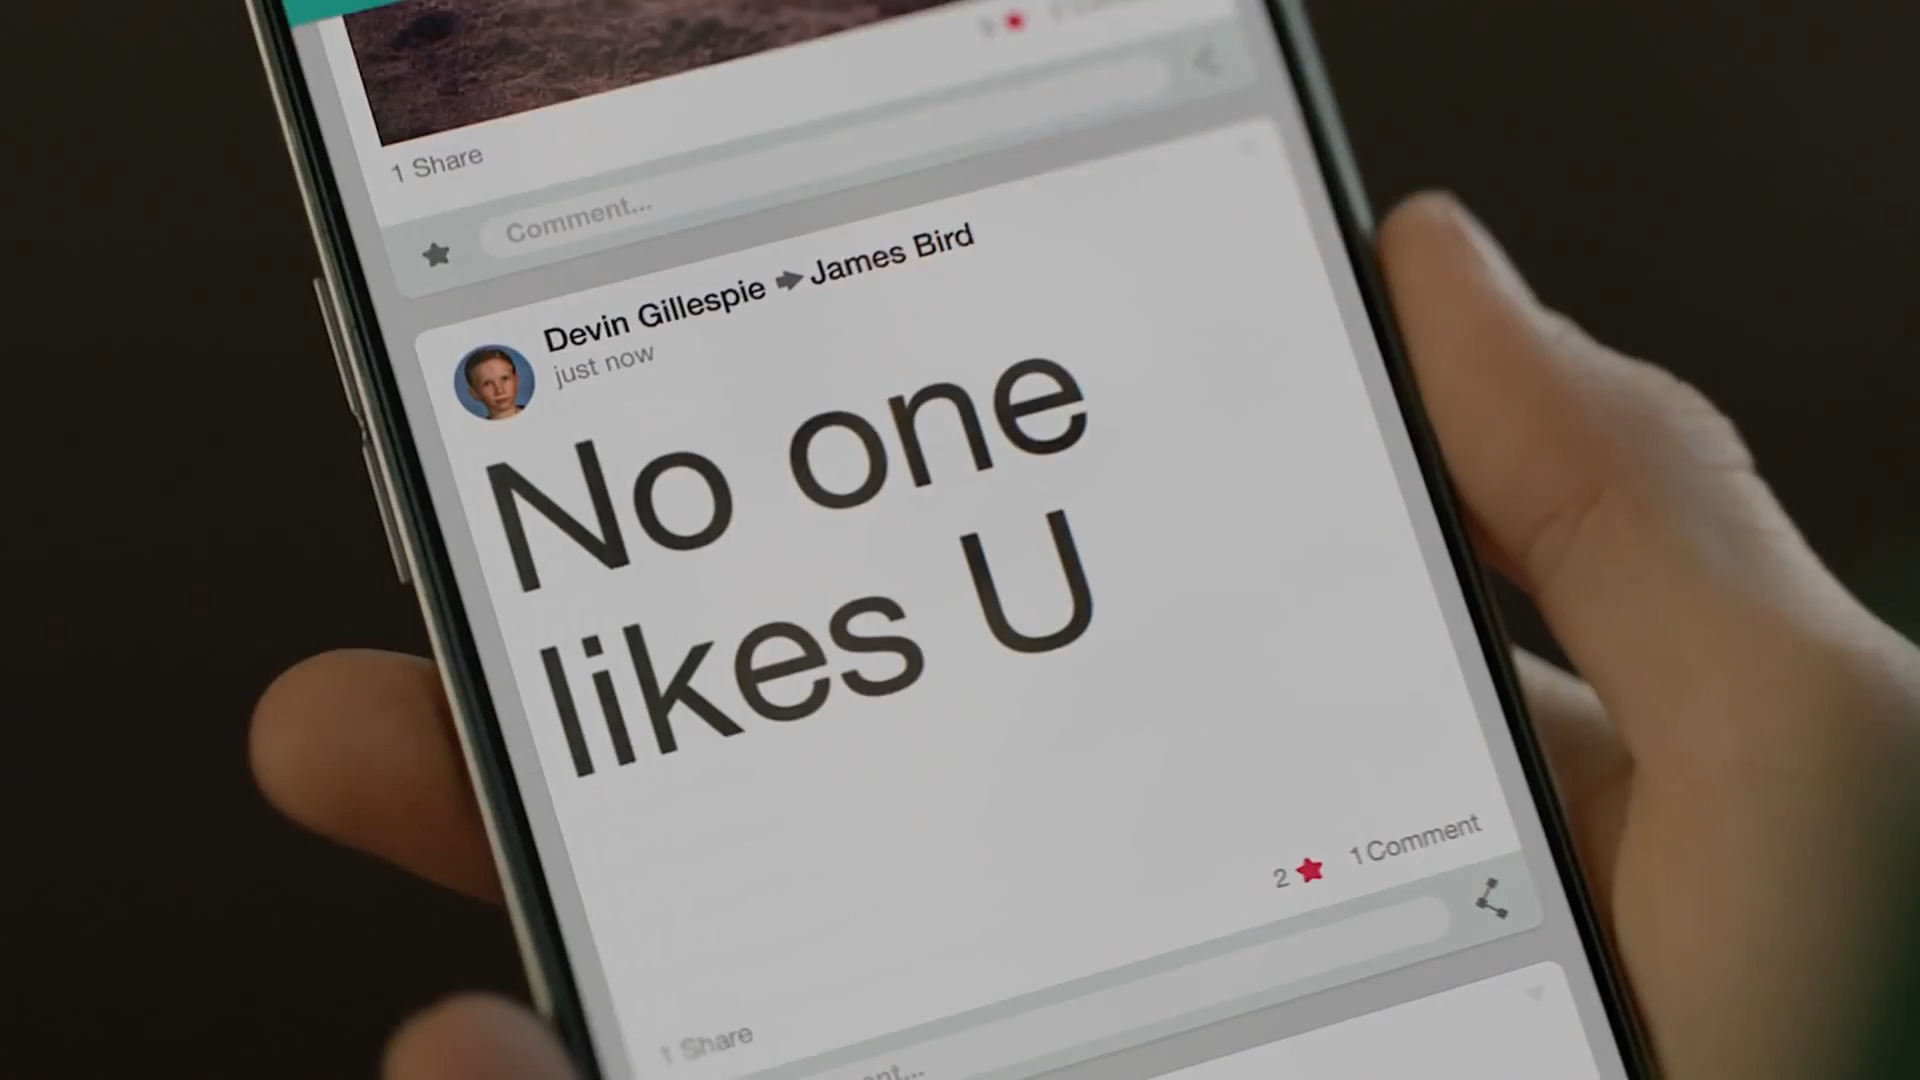 1 Share
Comment...
Devin Gillespie James Bird
just now
No one
likes U
2 1 Comment
1 Share